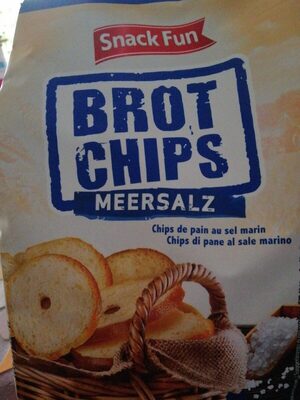 Snack Fun
BROT
CHIPS
MEERSALZ
Chips de pain au sel marin
Chips di pane al sale marino